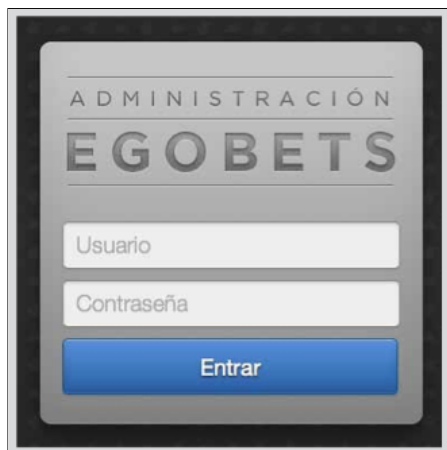 ADMINISTRACIÓN
EGOBETS
Usuario
Contraseña
Entrar